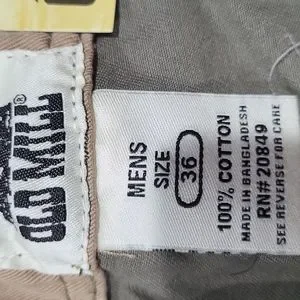 OLD MILL
®
MENS
SIZE
36
100% COTTON
MADE IN BANGLADESH
RN# 20849
SEE REVERSE FOR CARE